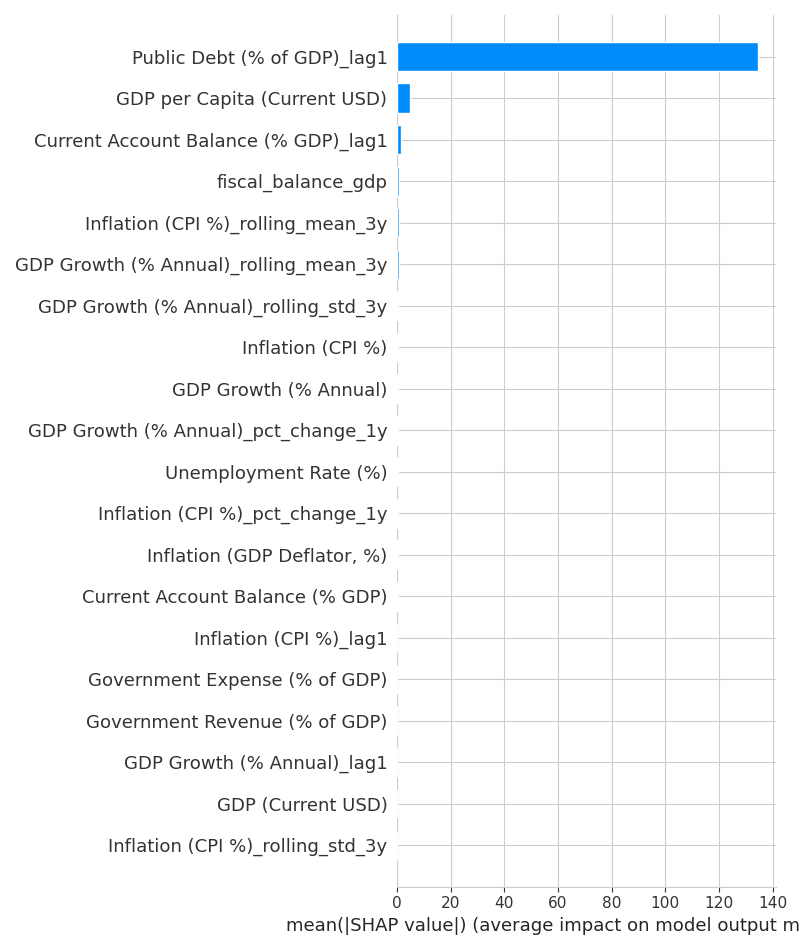 Public Debt (% of GDP)_lag1
GDP per Capita (Current USD)
Current Account Balance (% GDP)_lag1
fiscal_balance_gdp
Inflation (CPI %)_rolling_mean_3y
GDP Growth (% Annual)_rolling_mean_3y
GDP Growth (% Annual)_rolling_std_3y
Inflation (CPI %)
GDP Growth (% Annual)
GDP Growth (% Annual)_pct_change_1y
Unemployment Rate (%)
Inflation (CPI %)_pct_change_1y
Inflation (GDP Deflator, %)
Current Account Balance (% GDP)
Inflation (CPI %)_lag1
Government Expense (% of GDP)
Government Revenue (% of GDP)
GDP Growth (% Annual)_lag1
GDP (Current USD)
Inflation (CPI %)_rolling_std_3y
0 20 40 60 80 100 120 140
mean(|SHAP value|) (average impact on model output m